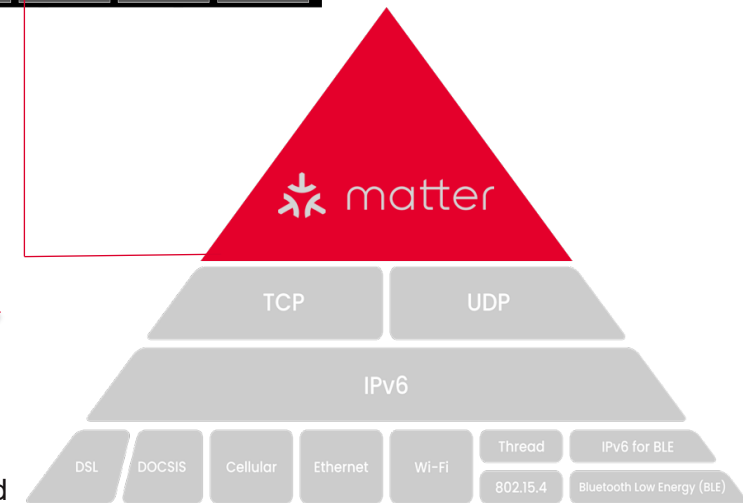 matter
TCP UDP
IPv6
DSL DOCSIS Cellular Ethernet Wi-Fi Thread IPv6 for BLE
802.15.4 Bluetooth Low Energy (BLE)